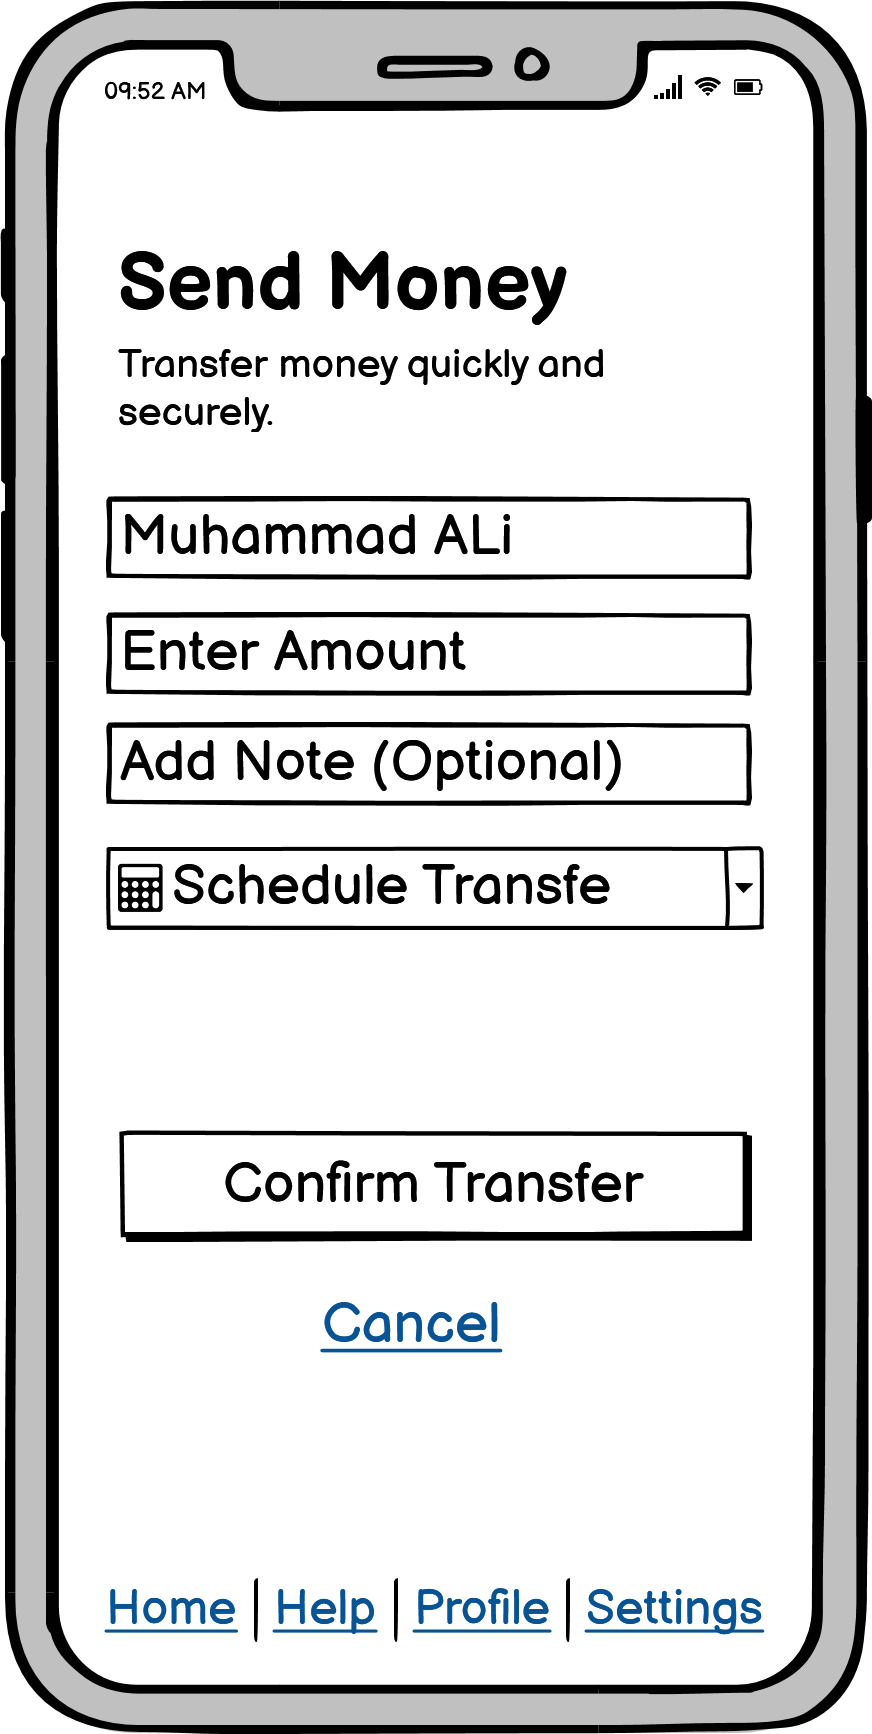 09:52 AM
Send Money
Transfer money quickly and
securely.
Muhammad ALi
Enter Amount
Add Note (Optional)
Schedule Transfe
Confirm Transfer
Cancel
Home | Help | Profile | Settings